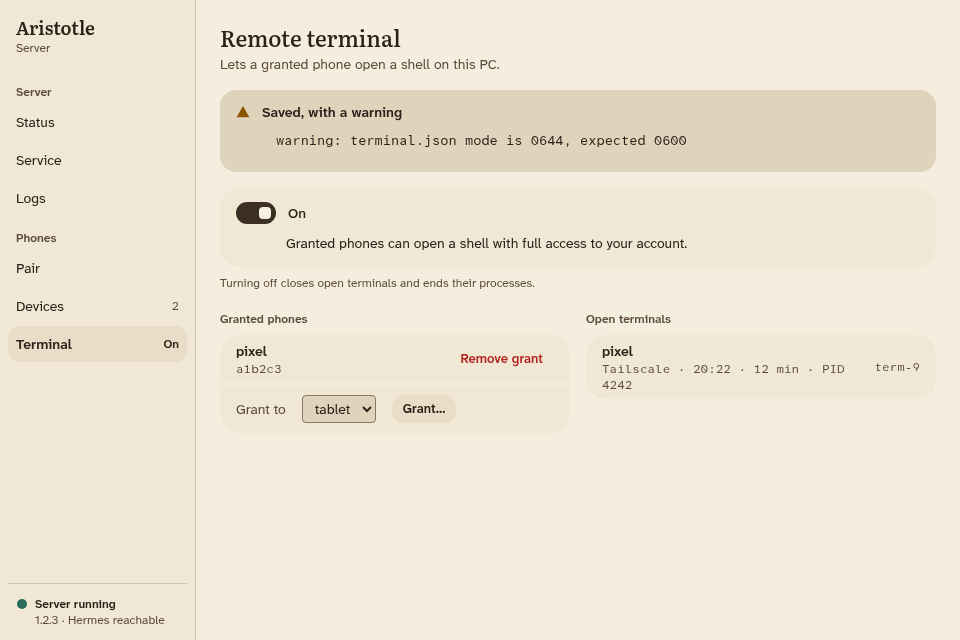 Aristotle
Server
Server
Status
Service
Logs
Phones
Pair
Devices 2
Terminal On
Server running
1.2.3 · Hermes reachable
Remote terminal
Lets a granted phone open a shell on this PC.
Saved, with a warning
warning: terminal.json mode is 0644, expected 0600
On
Granted phones can open a shell with full access to your account.
Turning off closes open terminals and ends their processes.
Granted phones
pixel
a1b2c3
Remove grant
Grant to tablet Grant...
Open terminals
pixel
Tailscale · 20:22 · 12 min · PID
4242
term-9